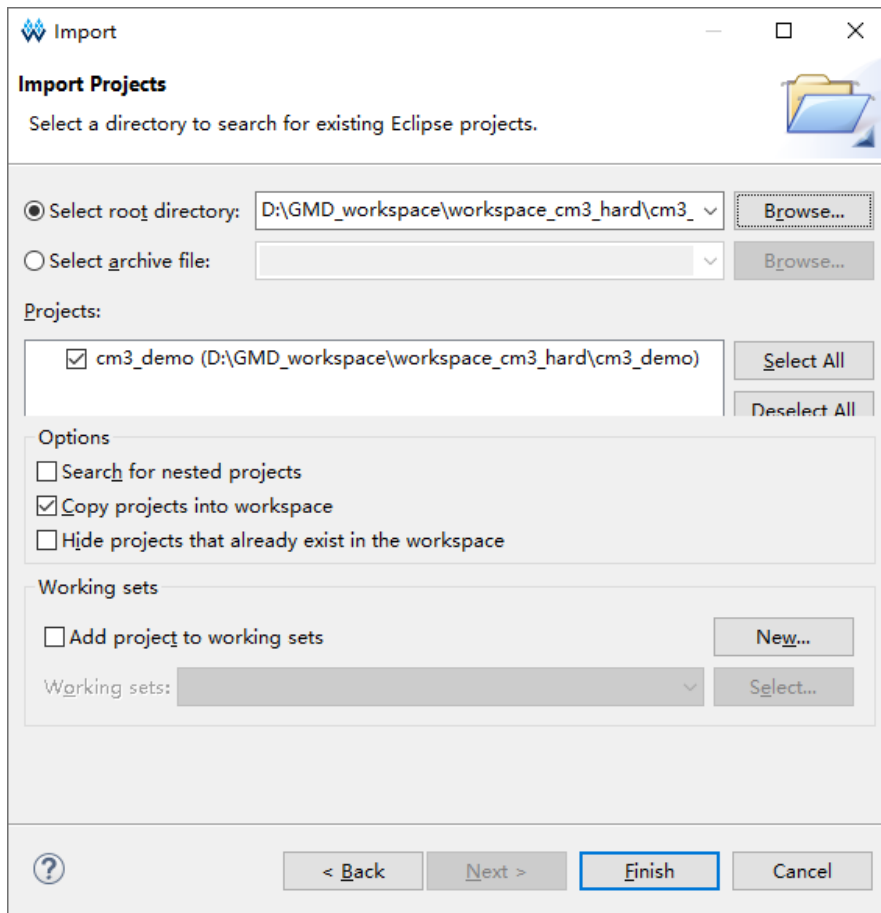 Import
Import Projects
Select a directory to search for existing Eclipse projects.
Select root directory: D:\GMD_workspace\workspace_cm3_hard\cm3_ Browse...
Select archive file: Browse...
Projects:
cm3_demo (D:\GMD_workspace\workspace_cm3_hard\cm3_demo) Select All
Deselect All
Options
Search for nested projects
Copy projects into workspace
Hide projects that already exist in the workspace
Working sets
Add project to working sets New...
Working sets: Select...
? < Back Next > Finish Cancel